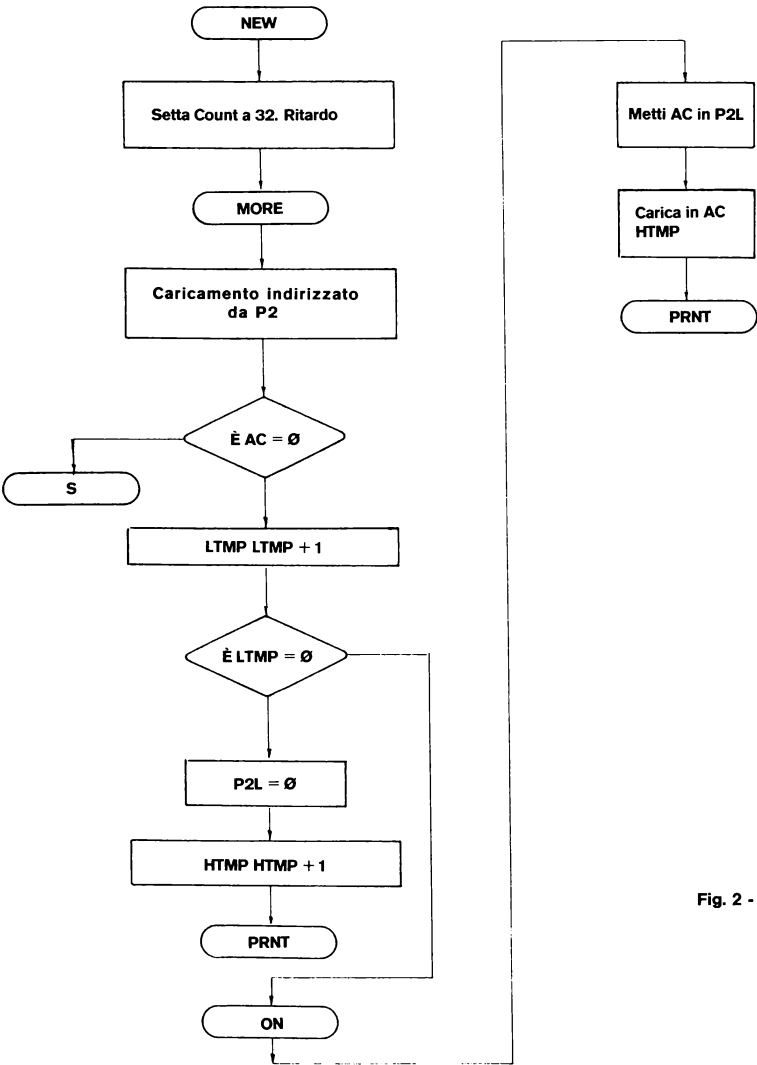 NEW
Setta Count a 32. Ritardo
MORE
Caricamento indirizzato
da P2
È AC = Ø
S
LTMP LTMP + 1
È LTMP = Ø
P2L = Ø
HTMP HTMP + 1
PRNT
ON
Metti AC in P2L
Carica in AC
HTMP
PRNT
Fig. 2 -